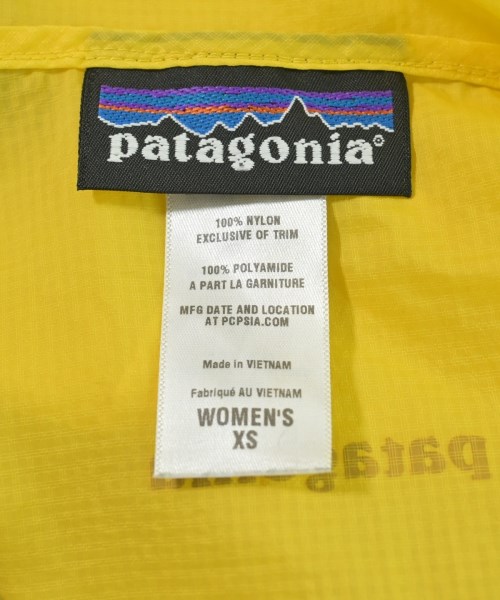 patagonia®
100% NYLON
EXCLUSIVE OF TRIM
100% POLYAMIDE
A PART LA GARNITURE
MFG DATE AND LOCATION
AT PCPSIA.COM
Made in VIETNAM
Fabriqué AU VIETNAM
WOMEN'S
XS
patagonia